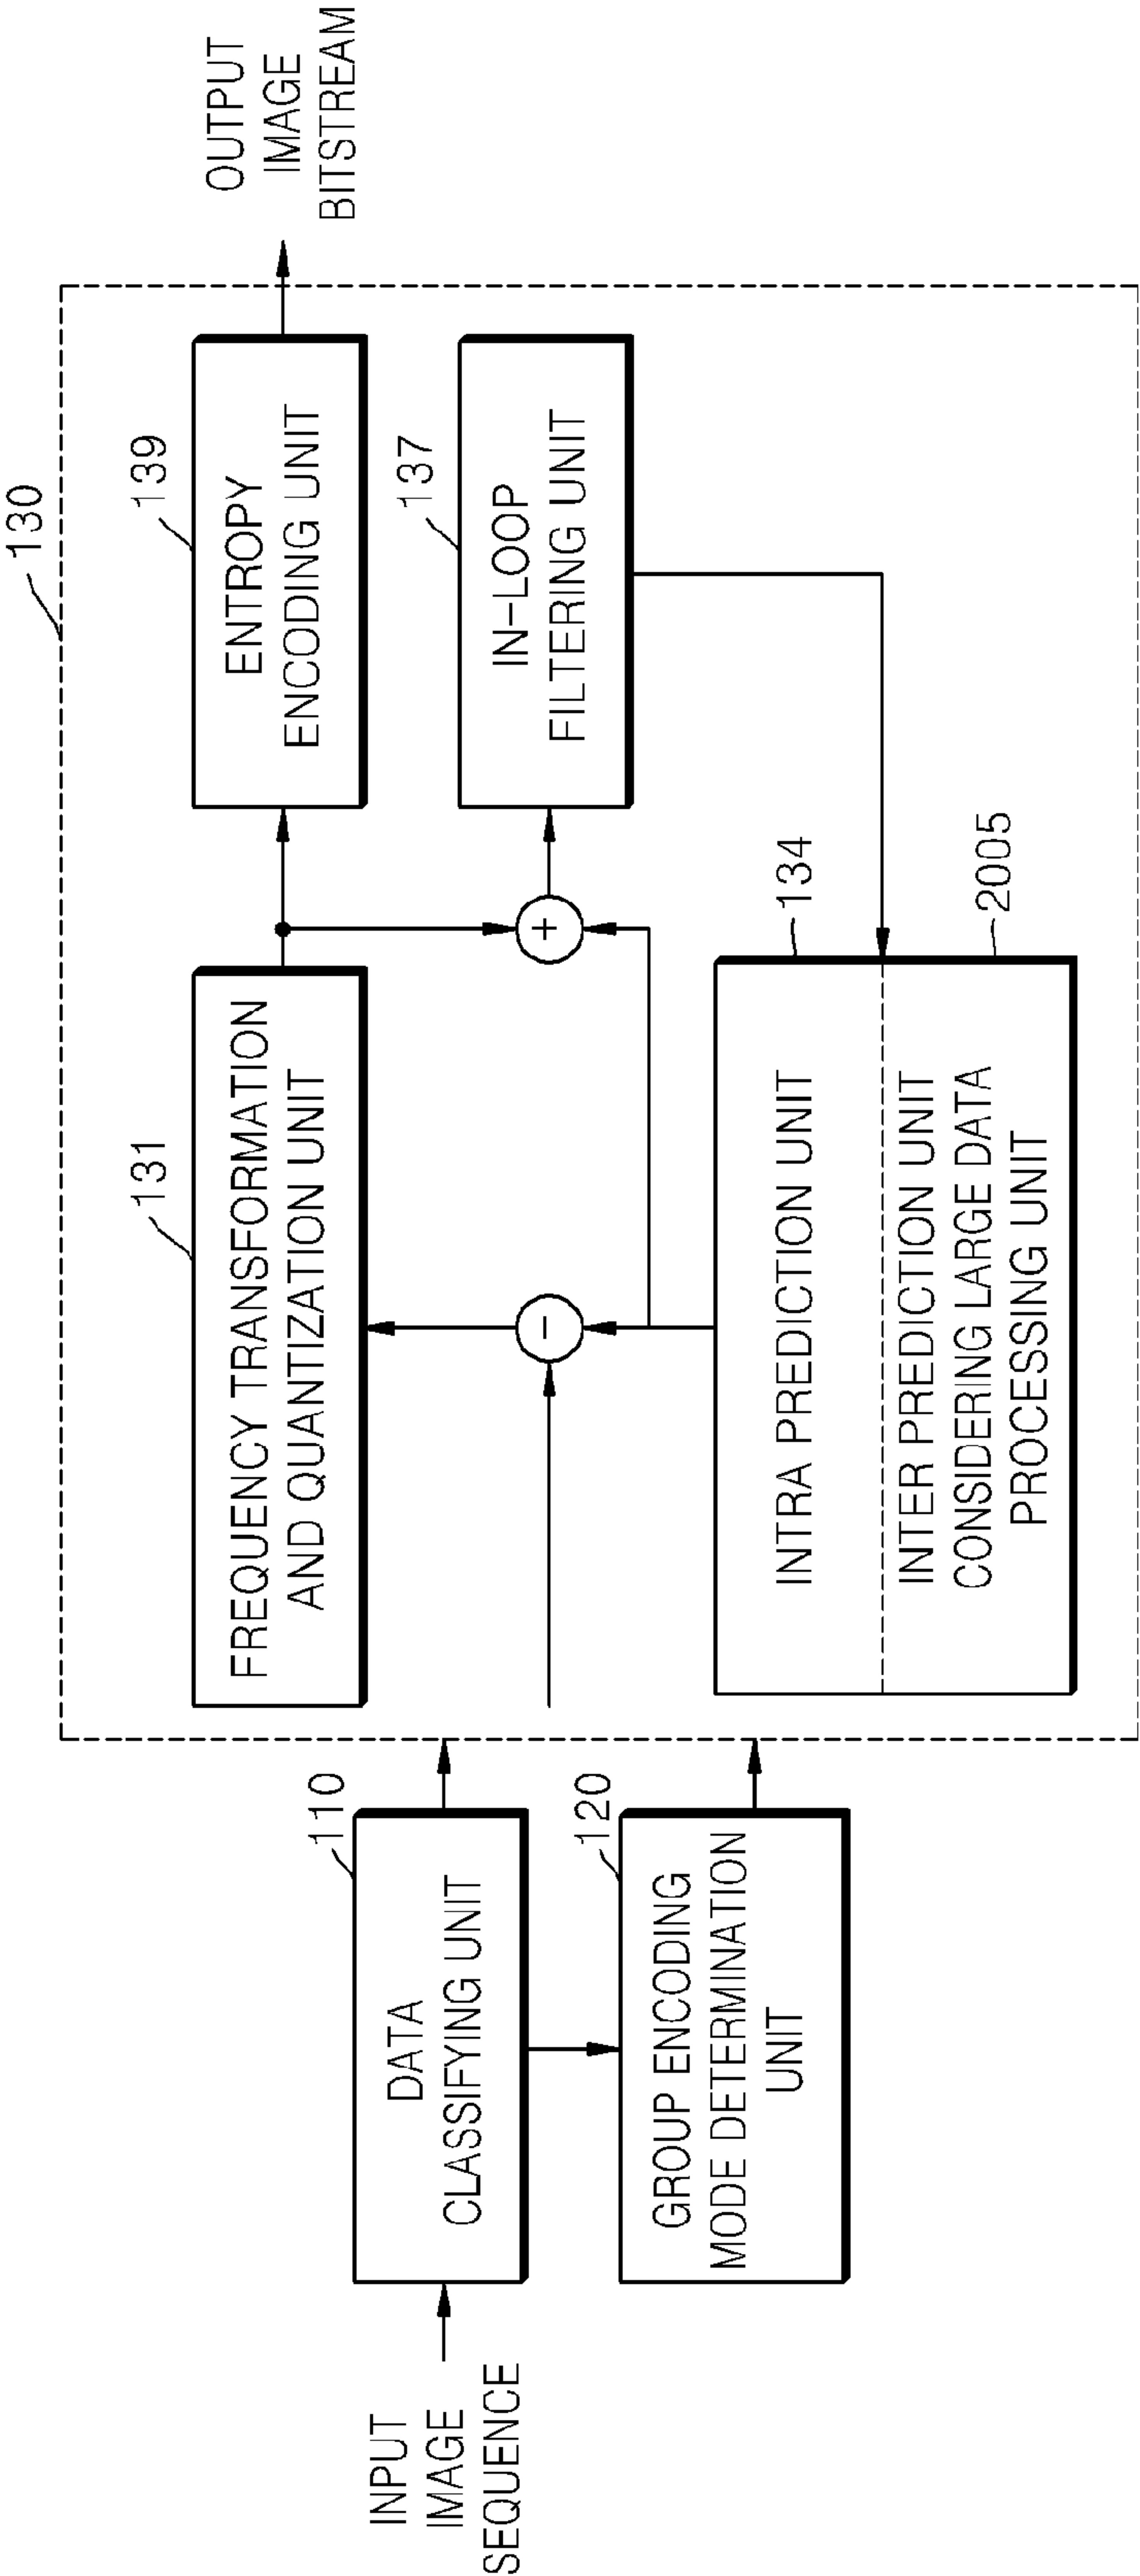 INPUT
IMAGE
SEQUENCE
110
DATA
CLASSIFYING UNIT
120
GROUP ENCODING
MODE DETERMINATION
UNIT
130
131
FREQUENCY TRANSFORMATION
AND QUANTIZATION UNIT
139
ENTROPY
ENCODING UNIT
OUTPUT
IMAGE
BITSTREAM
-
+
137
IN-LOOP
FILTERING UNIT
134
INTRA PREDICTION UNIT
2005
INTER PREDICTION UNIT
CONSIDERING LARGE DATA
PROCESSING UNIT